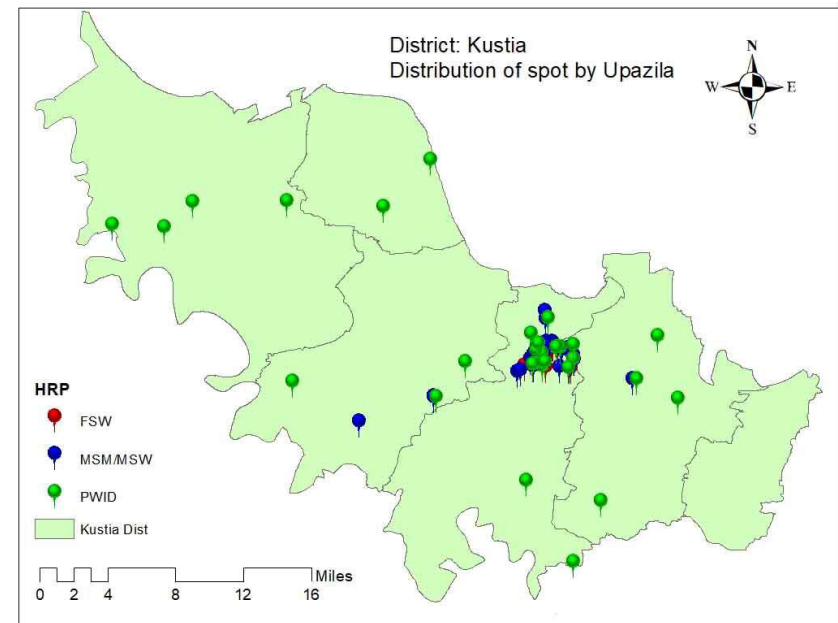 District: Kustia
Distribution of spot by Upazila
N
W E
S
HRP
FSW
MSM/MSW
PWID
Kustia Dist
Miles
0 2 4 8 12 16